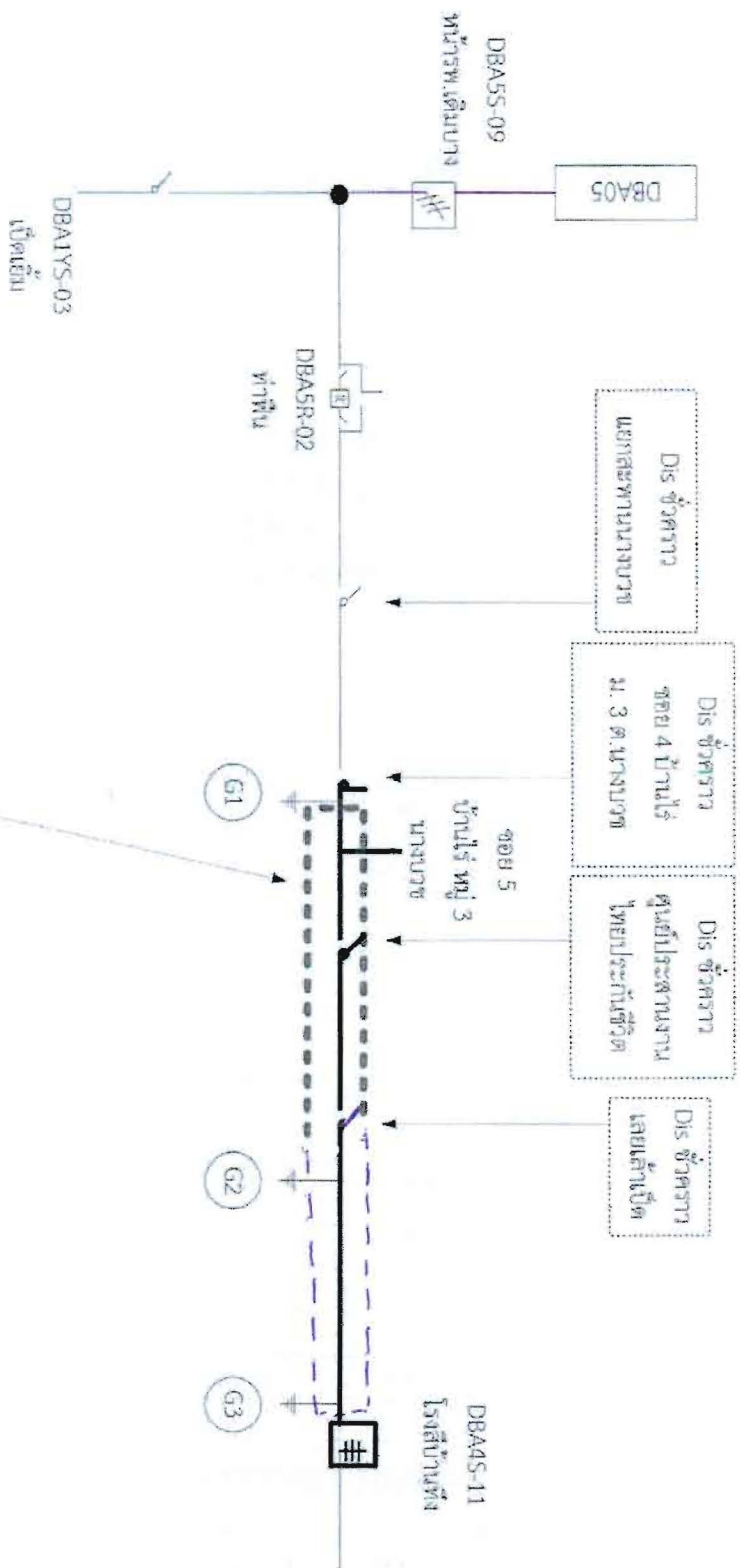 DBA05
DBA5S-09
หน้ารพ.เดิมบาง
DBA1YS-03
เป็ดเย้ม
DBA5R-02
ท่าฟืน
Dis ชั่วคราว
แยกสะพานนางบวช
Dis ชั่วคราว
ซอย 4 บ้านไร่
ม. 3 ต.นางบวช
Dis ชั่วคราว
ศูนย์ประสานงาน
ไทยประกันชีวิต
Dis ชั่วคราว
เลยเล้าเป็ด
ซอย 5
บ้านไร่ หมู่ 3
นางบวช
G1
G2
G3
DBA4S-11
โรงสีบ้านทึง